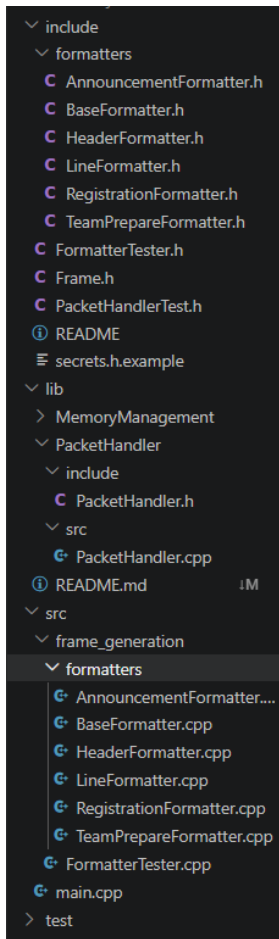 include
formatters
C AnnouncementFormatter.h
C BaseFormatter.h
C HeaderFormatter.h
C LineFormatter.h
C RegistrationFormatter.h
C TeamPrepareFormatter.h
C FormatterTester.h
C Frame.h
C PacketHandlerTest.h
README
secrets.h.example
lib
MemoryManagement
PacketHandler
include
C PacketHandler.h
src
C+ PacketHandler.cpp
README.md ↓M
src
frame_generation
formatters
C+ AnnouncementFormatter....
C+ BaseFormatter.cpp
C+ HeaderFormatter.cpp
C+ LineFormatter.cpp
C+ RegistrationFormatter.cpp
C+ TeamPrepareFormatter.cpp
C+ FormatterTester.cpp
C+ main.cpp
test